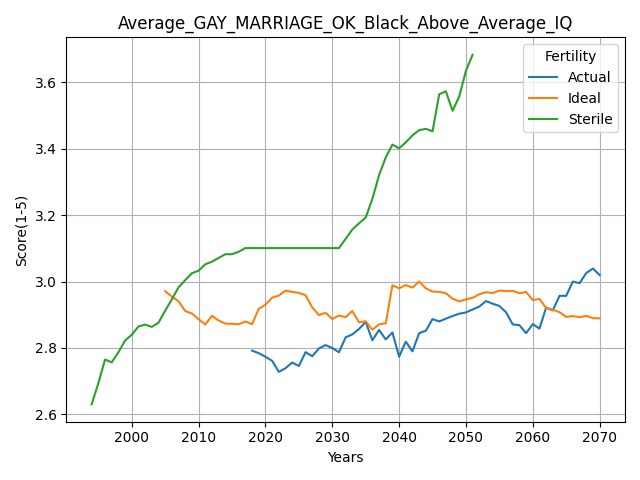 Average_GAY_MARRIAGE_OK_Black_Above_Average_IQ
Fertility
Actual
Ideal
Sterile
Score(1-5)
3.6
3.4
3.2
3.0
2.8
2.6
2000 2010 2020 2030 2040 2050 2060 2070
Years